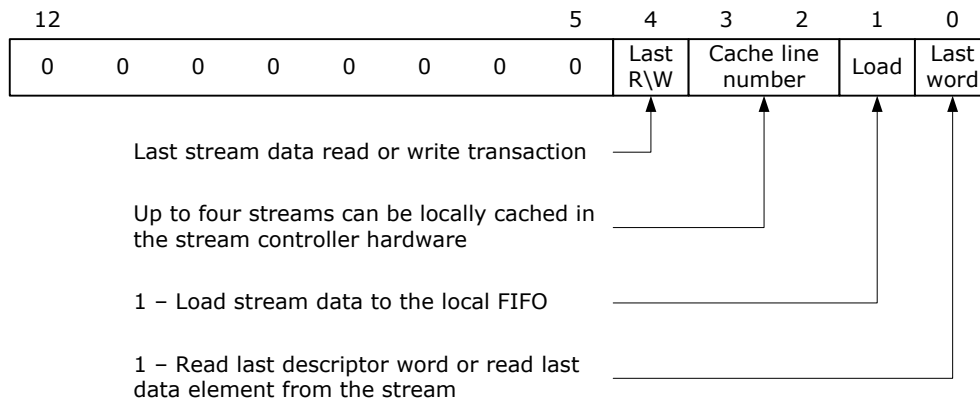 12 5 4 3 2 1 0
0 0 0 0 0 0 0 0 Last R\W Cache line number Load Last word
Last stream data read or write transaction
Up to four streams can be locally cached in
the stream controller hardware
1 – Load stream data to the local FIFO
1 – Read last descriptor word or read last
data element from the stream